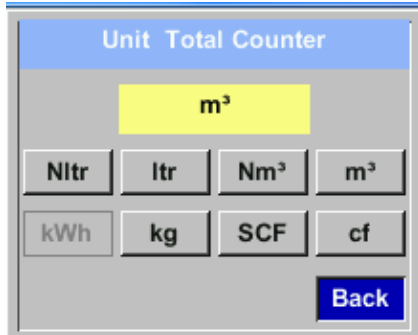 Unit Total Counter
m³
Nltr ltr Nm³ m³
kWh kg SCF cf
Back